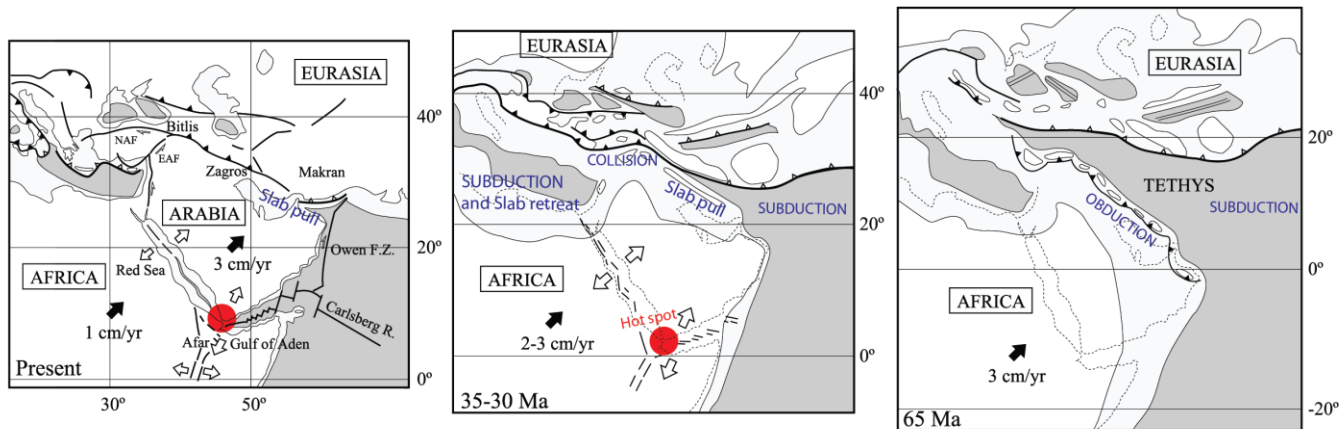 EURASIA
40º
Bitlis
NAF
EAF
Zagros
Makran
Slab pull
ARABIA
20º
Owen F.Z.
AFRICA
Red Sea
3 cm/yr
1 cm/yr
Carlsberg R.
Afar
Gulf of Aden
Present
0º
30º
50º
EURASIA
40º
COLLISION
SUBDUCTION
and Slab retreat
Slab pull
SUBDUCTION
20º
AFRICA
Hot spot
2-3 cm/yr
0º
35-30 Ma
EURASIA
20º
TETHYS
OBDUCTION
SUBDUCTION
0º
AFRICA
3 cm/yr
65 Ma
-20º